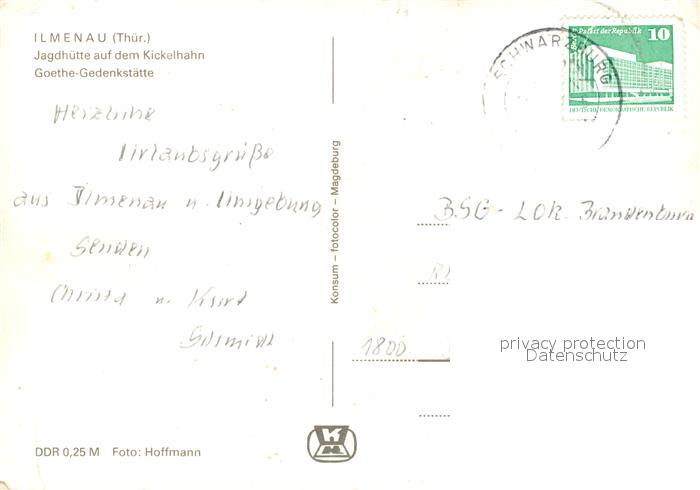 ILMENAU (Thür.)
Jagdhütte auf dem Kickelhahn
Goethe-Gedenkstätte
Herzliche
Urlaubsgrüße
aus Ilmenau u. Umgebung
senden
Christa u. Kurt
Schmidt
DDR 0,25 M Foto: Hoffmann
Konsum – fotocolor – Magdeburg
SCHWARZBURG
Palast der Republik 10
DEUTSCHE DEMOKRATISCHE REPUBLIK
BSG - Lok. Brandenburg
1800
privacy protection
Datenschutz